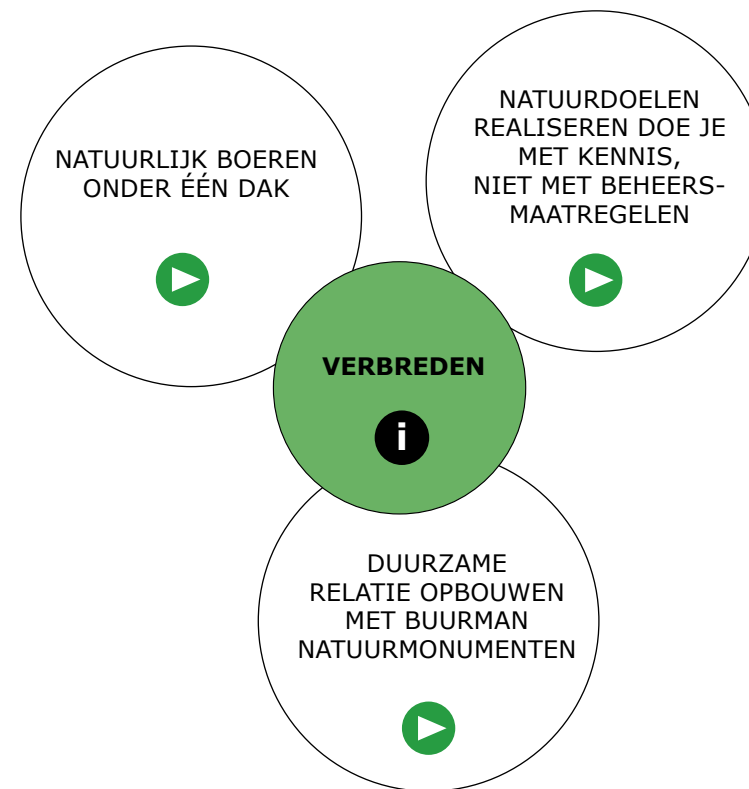 NATUURLIJK BOEREN
ONDER ÉÉN DAK
NATUURDOELEN
REALISEREN DOE JE
MET KENNIS,
NIET MET BEHEERS-
MAATREGELEN
VERBREDEN
i
DUURZAME
RELATIE OPBOUWEN
MET BUURMAN
NATUURMONUMENTEN